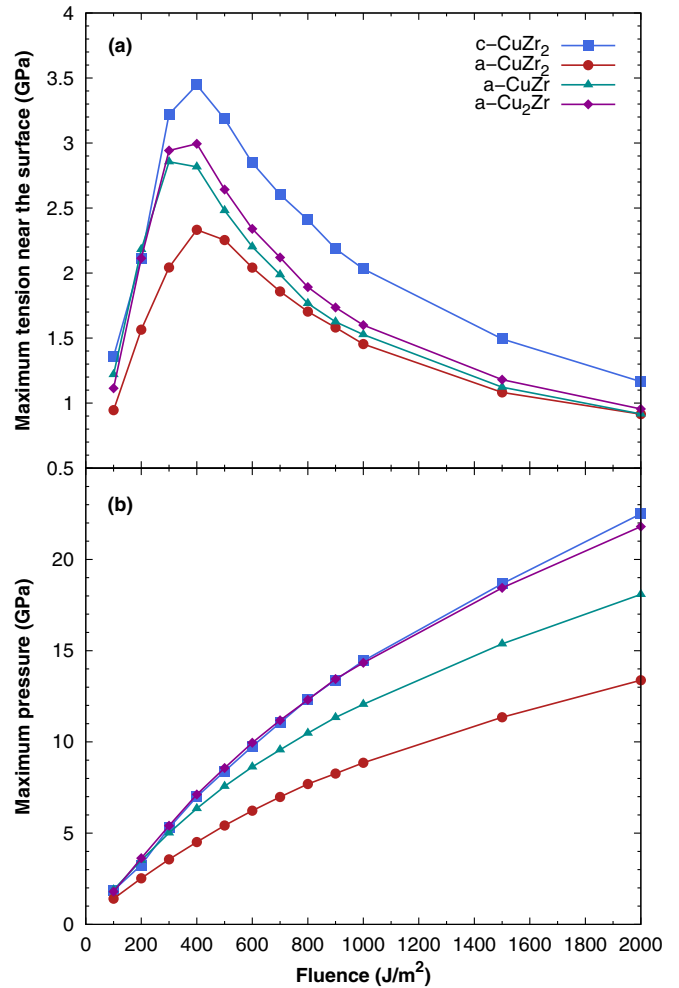 (a)
c−CuZr₂
a−CuZr₂
a−CuZr
a−Cu₂Zr
Maximum tension near the surface (GPa)
4
3.5
3
2.5
2
1.5
1
0.5
(b)
Maximum pressure (GPa)
20
15
10
5
0
0 200 400 600 800 1000 1200 1400 1600 1800 2000
Fluence (J/m²)